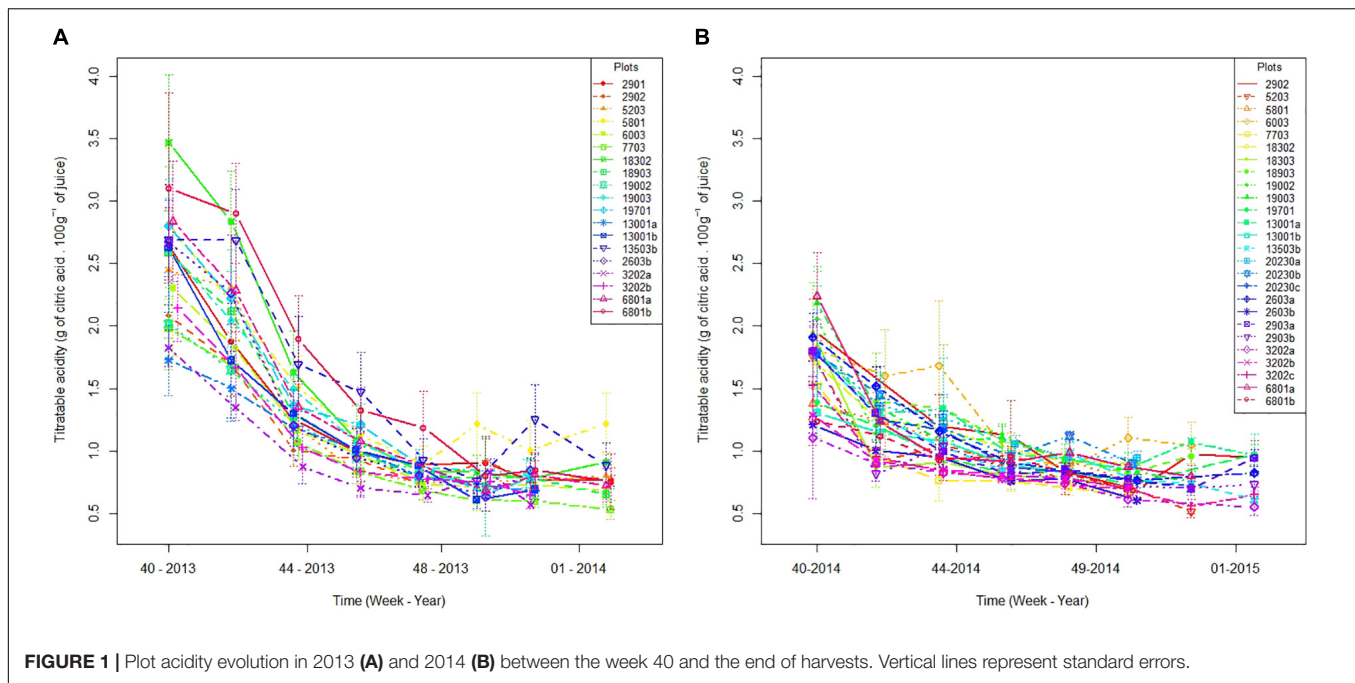 A
Titratable acidity (g of citric acid . 100g⁻¹ of juice)
4.0
3.5
3.0
2.5
2.0
1.5
1.0
0.5
40 - 2013
44 - 2013
48 - 2013
01 - 2014
Time (Week - Year)
Plots
2901
2902
5203
5801
6003
7703
18302
18903
19002
19003
19701
13001a
13001b
13503b
2603b
3202a
3202b
6801a
6801b
B
Titratable acidity (g of citric acid . 100g⁻¹ of juice)
4.0
3.5
3.0
2.5
2.0
1.5
1.0
0.5
40-2014
44-2014
49-2014
01-2015
Time (Week - Year)
Plots
2902
5203
5801
6003
7703
18302
18303
18903
19002
19003
19701
13001a
13001b
13503b
20230a
20230b
20230c
2603a
2603b
2903a
2903b
3202a
3202b
3202c
6801a
6801b
FIGURE 1 | Plot acidity evolution in 2013 (A) and 2014 (B) between the week 40 and the end of harvests. Vertical lines represent standard errors.